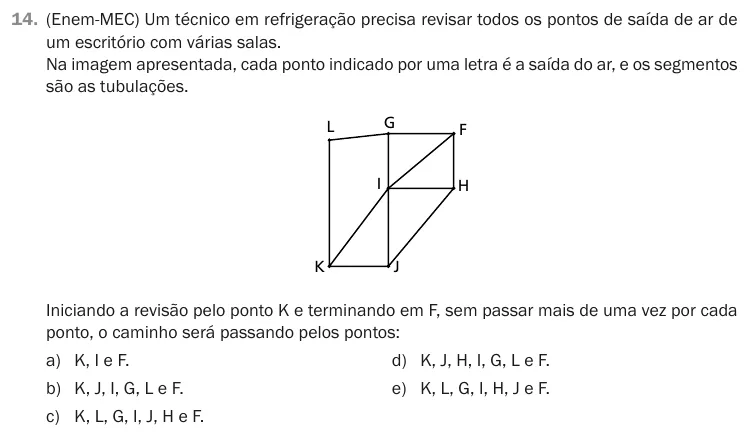 14. (Enem-MEC) Um técnico em refrigeração precisa revisar todos os pontos de saída de ar de
um escritório com várias salas.
Na imagem apresentada, cada ponto indicado por uma letra é a saída do ar, e os segmentos
são as tubulações.
L
G
F
I
H
K
J
Iniciando a revisão pelo ponto K e terminando em F, sem passar mais de uma vez por cada
ponto, o caminho será passando pelos pontos:
a) K, I e F.
b) K, J, I, G, L e F.
c) K, L, G, I, J, H e F.
d) K, J, H, I, G, L e F.
e) K, L, G, I, H, J e F.